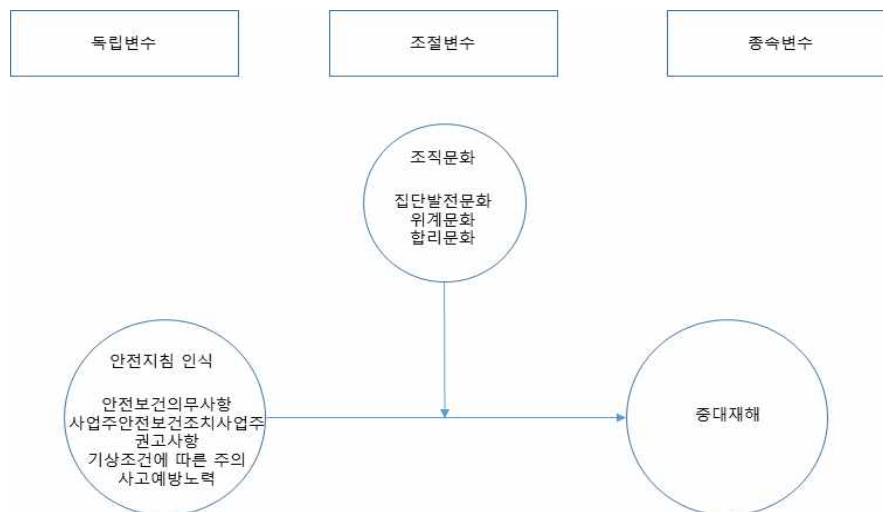 독립변수
조절변수
종속변수
조직문화
집단발전문화
위계문화
합리문화
안전지침 인식
안전보건의무사항
사업주안전보건조치사업주
권고사항
기상조건에 따른 주의
사고예방노력
중대재해